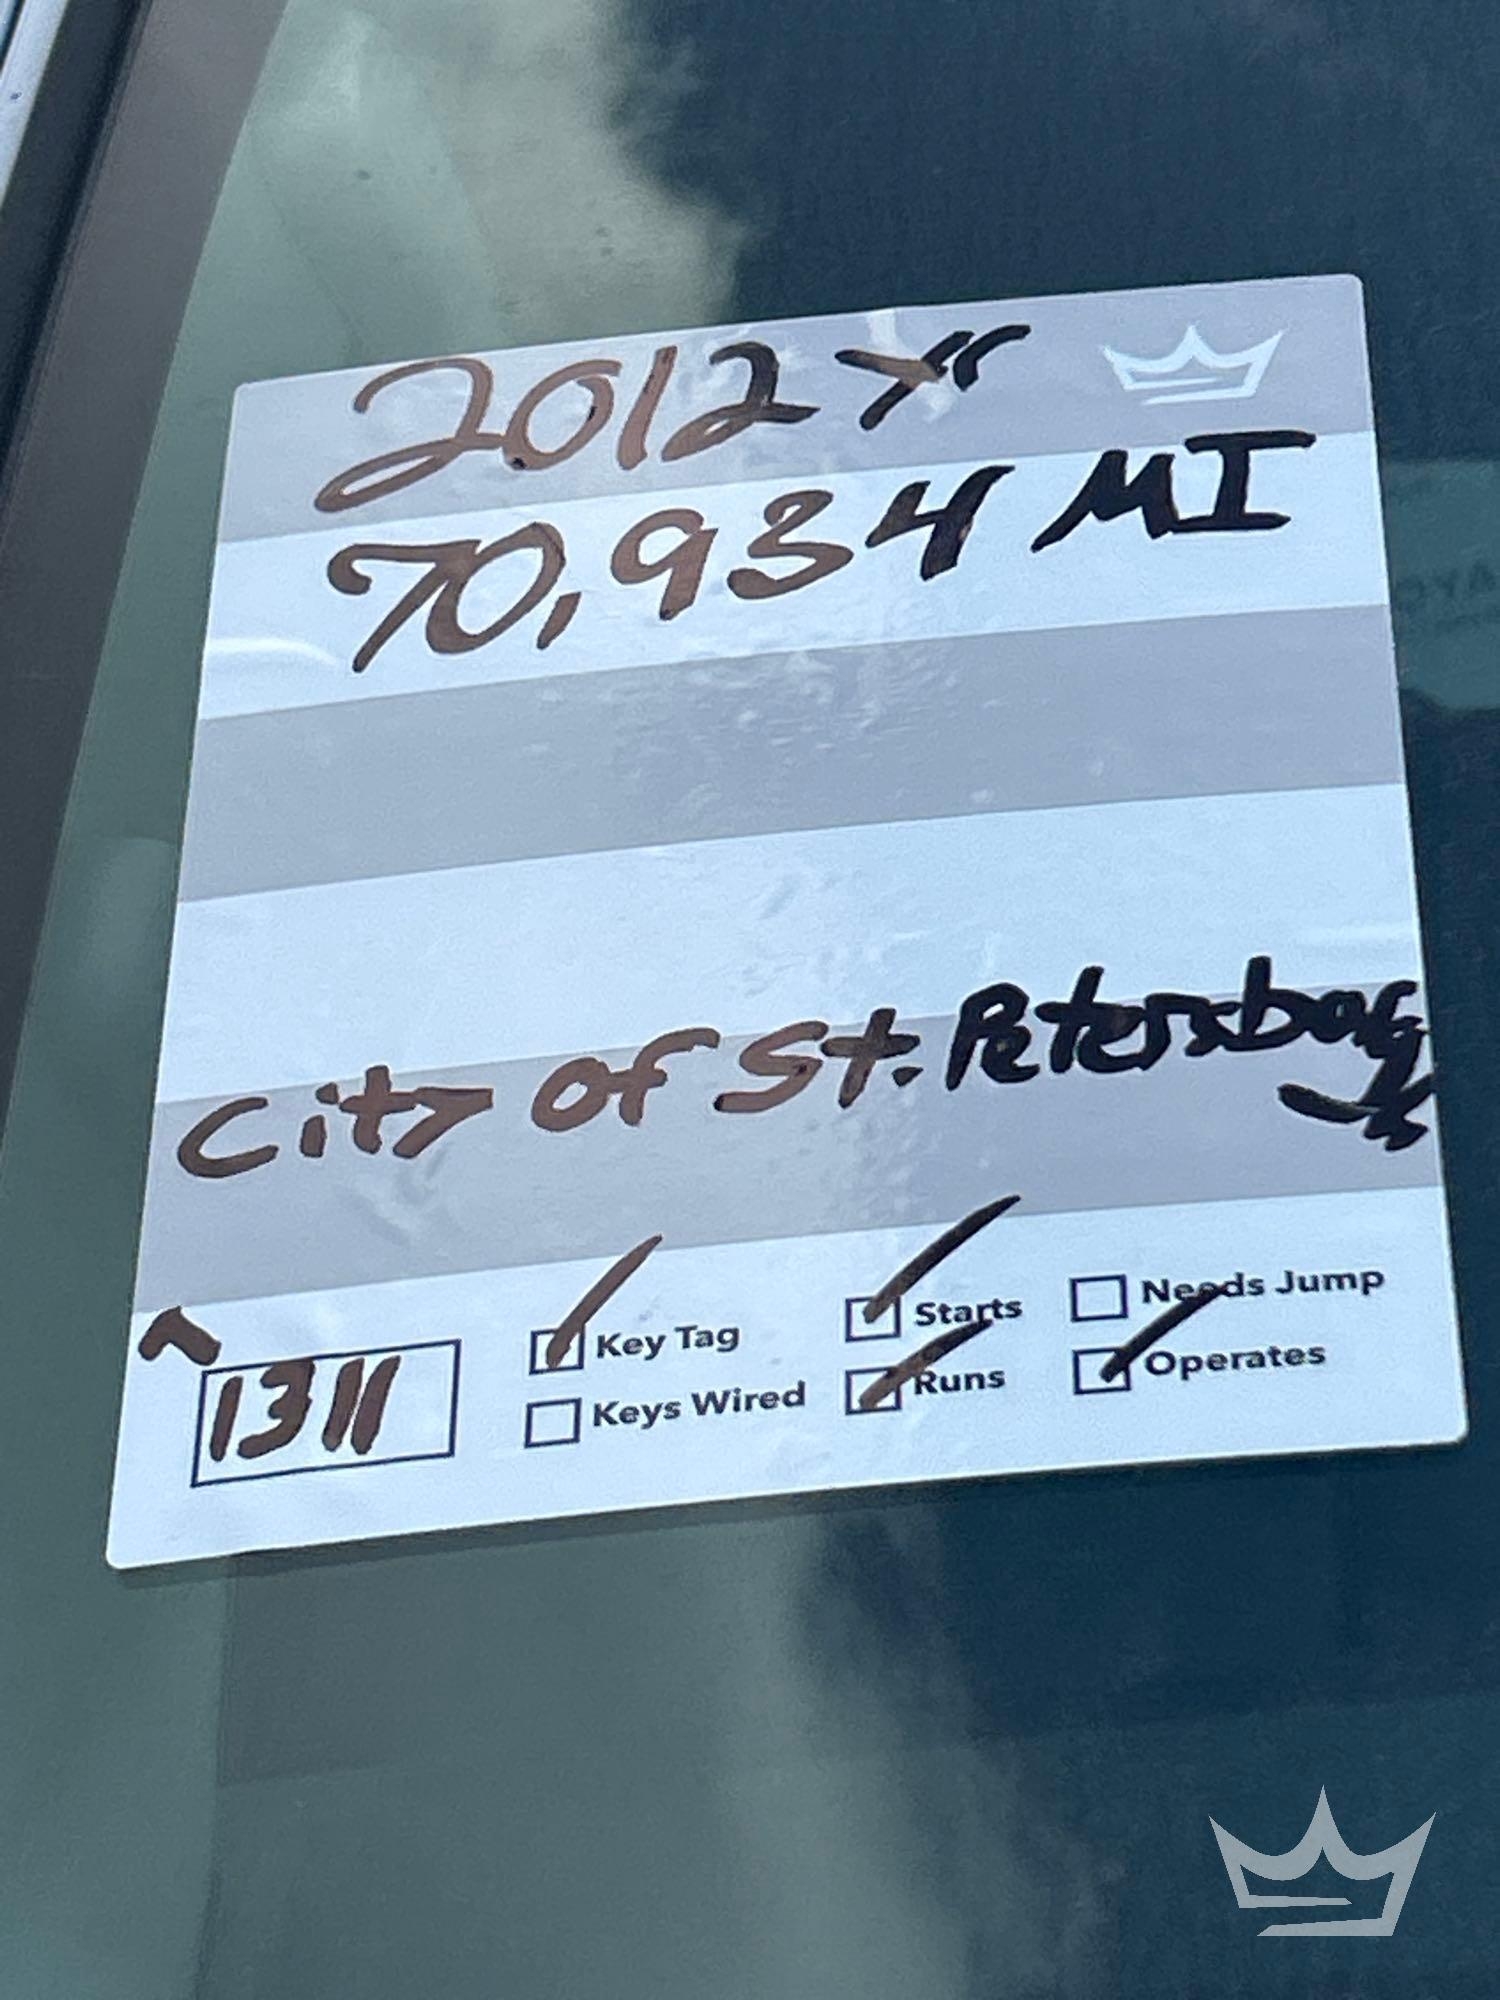 2012 yr
70,934 MI
City of St. Petersburg
1311
Key Tag
Keys Wired
Starts
Runs
Needs Jump
Operates